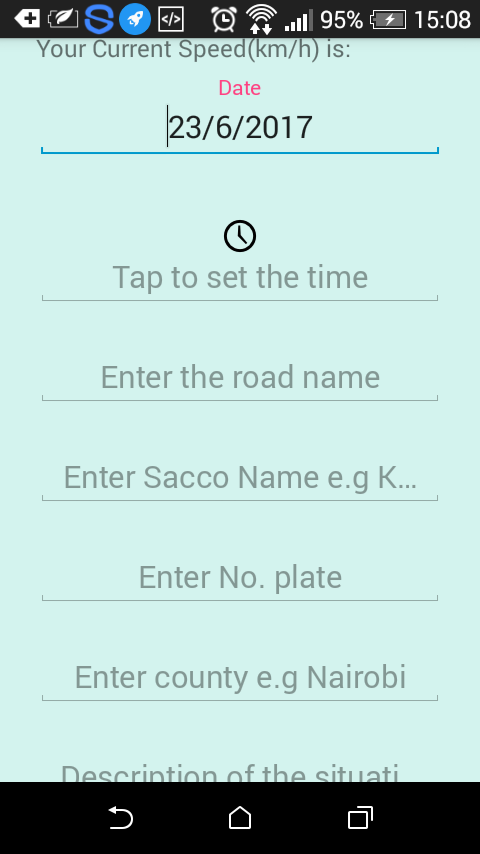 95% 15:08
Your Current Speed(km/h) is:
Date
23/6/2017
Tap to set the time
Enter the road name
Enter Sacco Name e.g K...
Enter No. plate
Enter county e.g Nairobi
Description of the situati